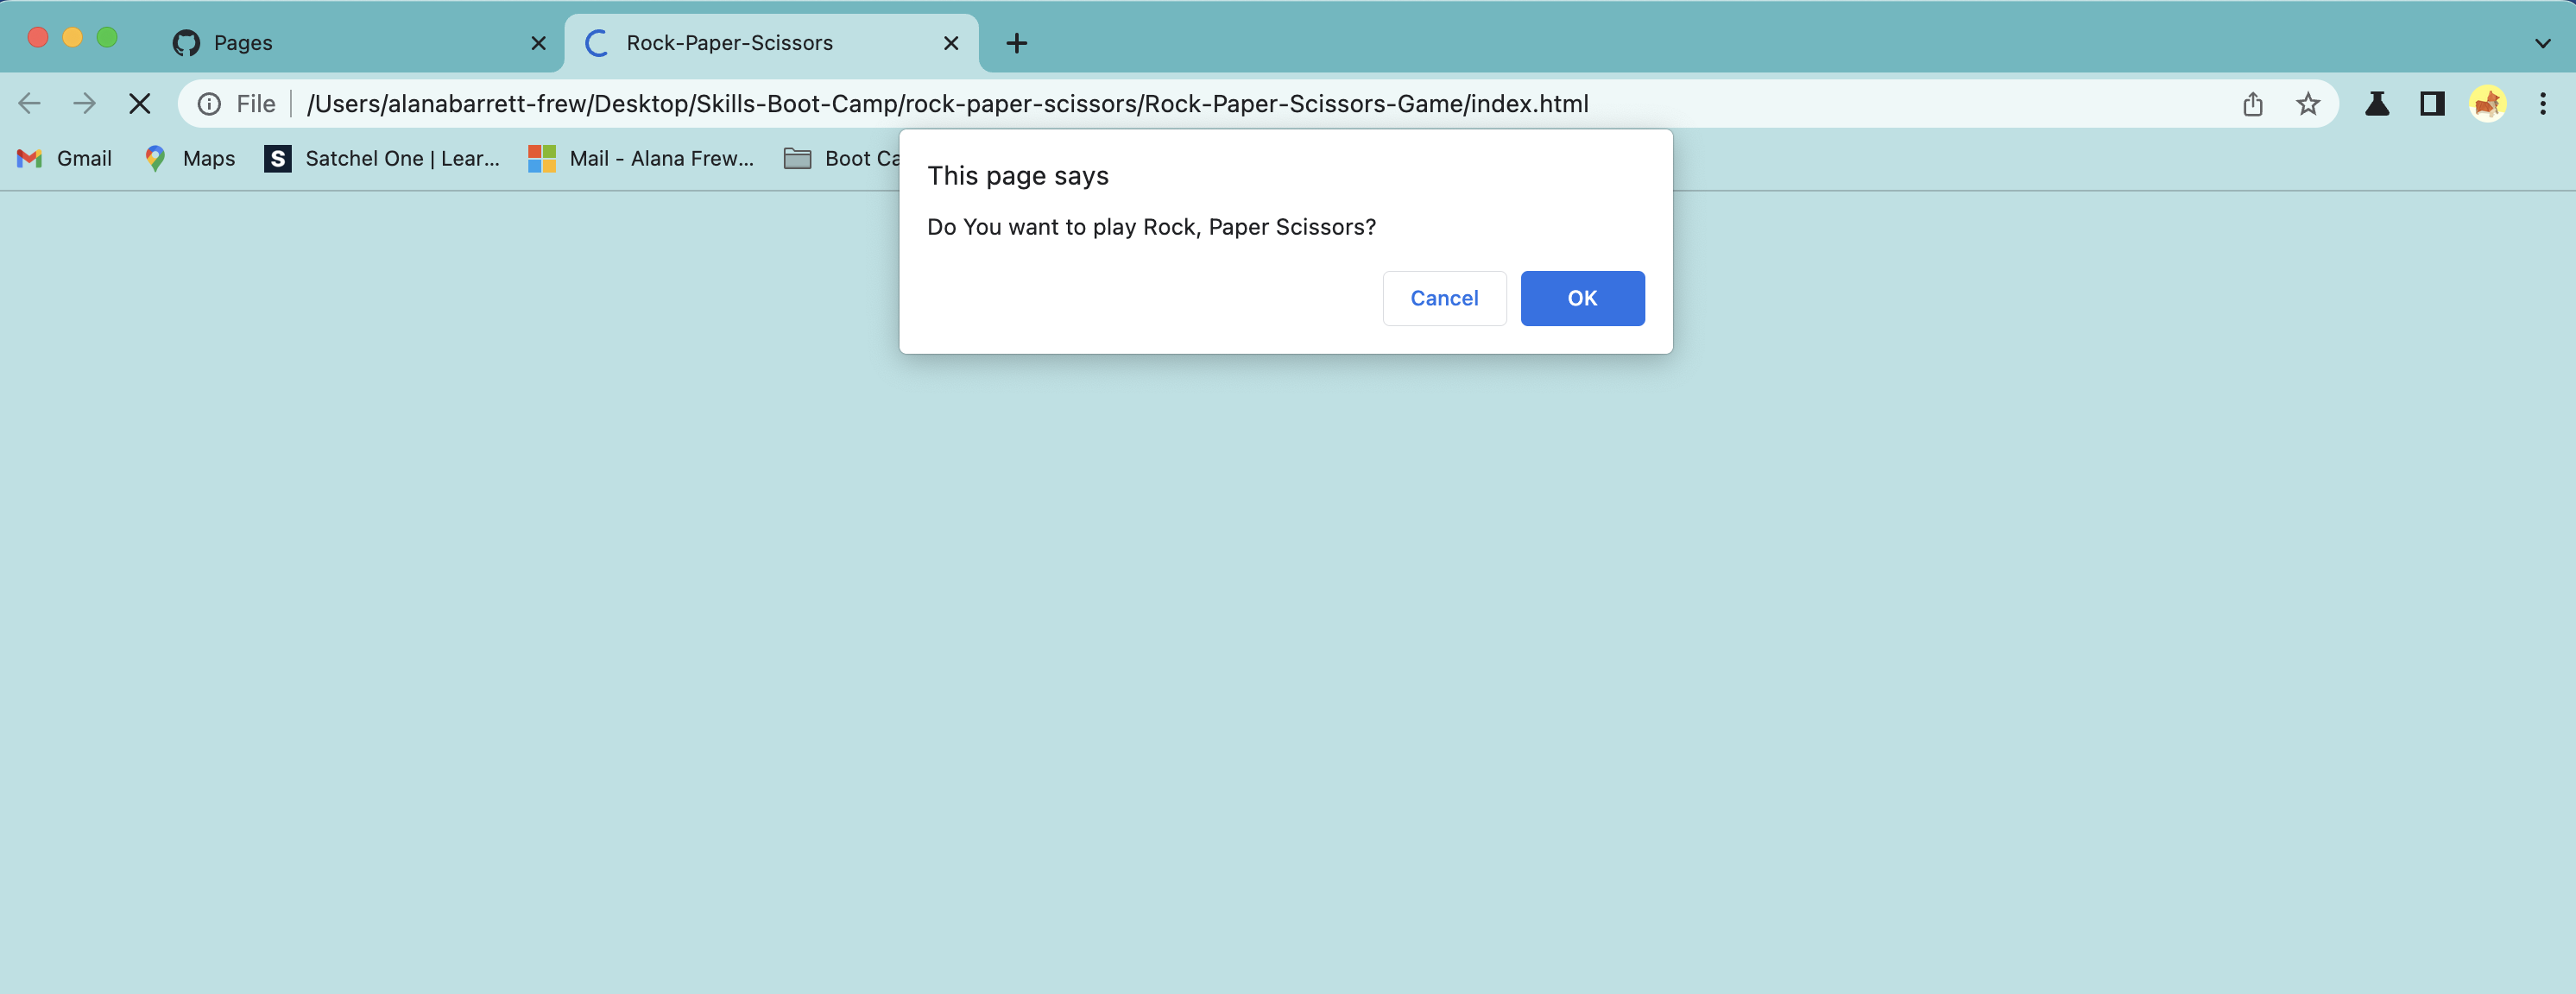 Pages
Rock-Paper-Scissors
File /Users/alanabarrett-frew/Desktop/Skills-Boot-Camp/rock-paper-scissors/Rock-Paper-Scissors-Game/index.html
Gmail Maps S Satchel One | Lear... Mail - Alana Frew... Boot Ca
This page says
Do You want to play Rock, Paper Scissors?
Cancel OK